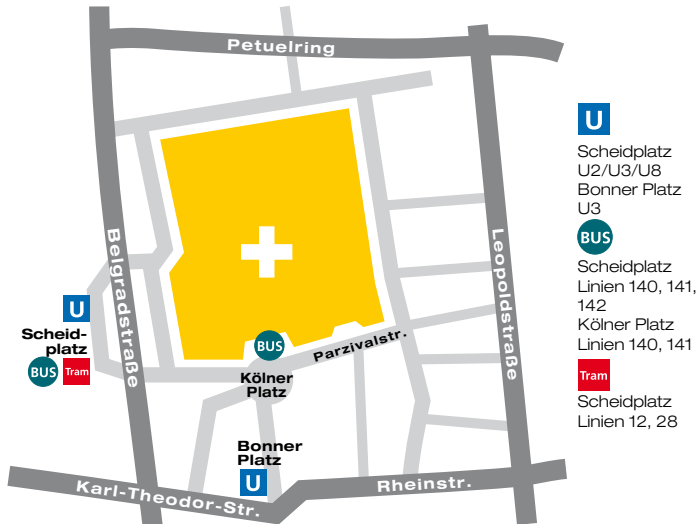 Petuelring
Belgradstraße
Leopoldstraße
U
Scheid-
platz
BUS Tram
BUS
Kölner
Platz
Parzivalstr.
Bonner
Platz
U
Karl-Theodor-Str.
Rheinstr.
U
Scheidplatz
U2/U3/U8
Bonner Platz
U3
BUS
Scheidplatz
Linien 140, 141,
142
Kölner Platz
Linien 140, 141
Tram
Scheidplatz
Linien 12, 28